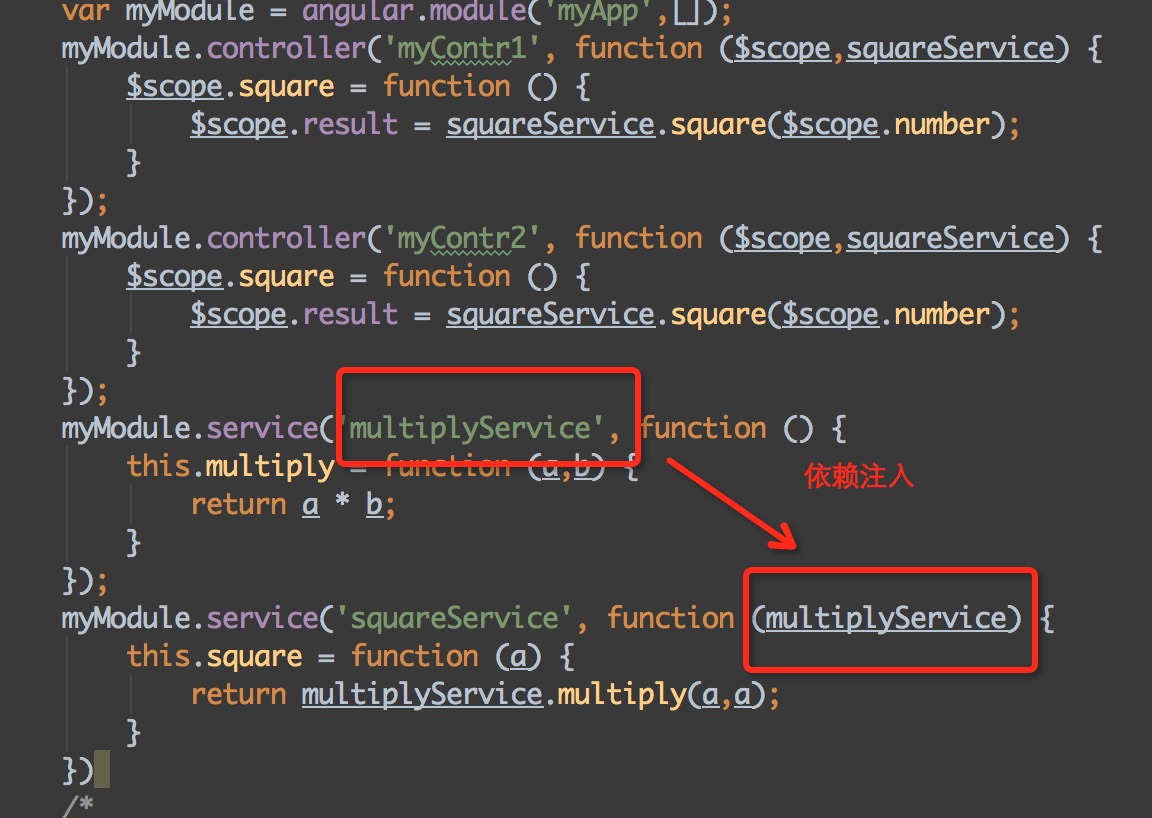 var myModule = angular.module('myApp',[]);
myModule.controller('myContr1', function ($scope,squareService) {
$scope.square = function () {
$scope.result = squareService.square($scope.number);
}
});
myModule.controller('myContr2', function ($scope,squareService) {
$scope.square = function () {
$scope.result = squareService.square($scope.number);
}
});
myModule.service('multiplyService', function () {
this.multiply = function (a,b) {
依赖注入
return a * b;
}
});
myModule.service('squareService', function (multiplyService) {
this.square = function (a) {
return multiplyService.multiply(a,a);
}
})
/*